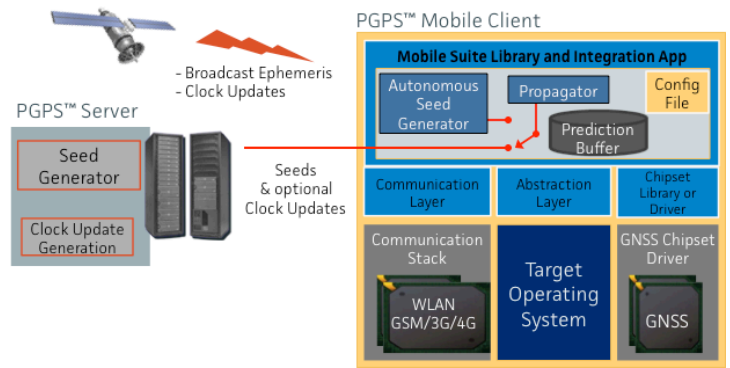 PGPS™ Mobile Client
- Broadcast Ephemeris
- Clock Updates
Mobile Suite Library and Integration App
Autonomous
Seed
Generator
Propagator
Config
File
Prediction
Buffer
PGPS™ Server
Seed
Generator
Clock Update
Generation
Seeds
& optional
Clock Updates
Communication
Layer
Abstraction
Layer
Chipset
Library or
Driver
Communication
Stack
WLAN
GSM/3G/4G
Target
Operating
System
GNSS Chipset
Driver
GNSS